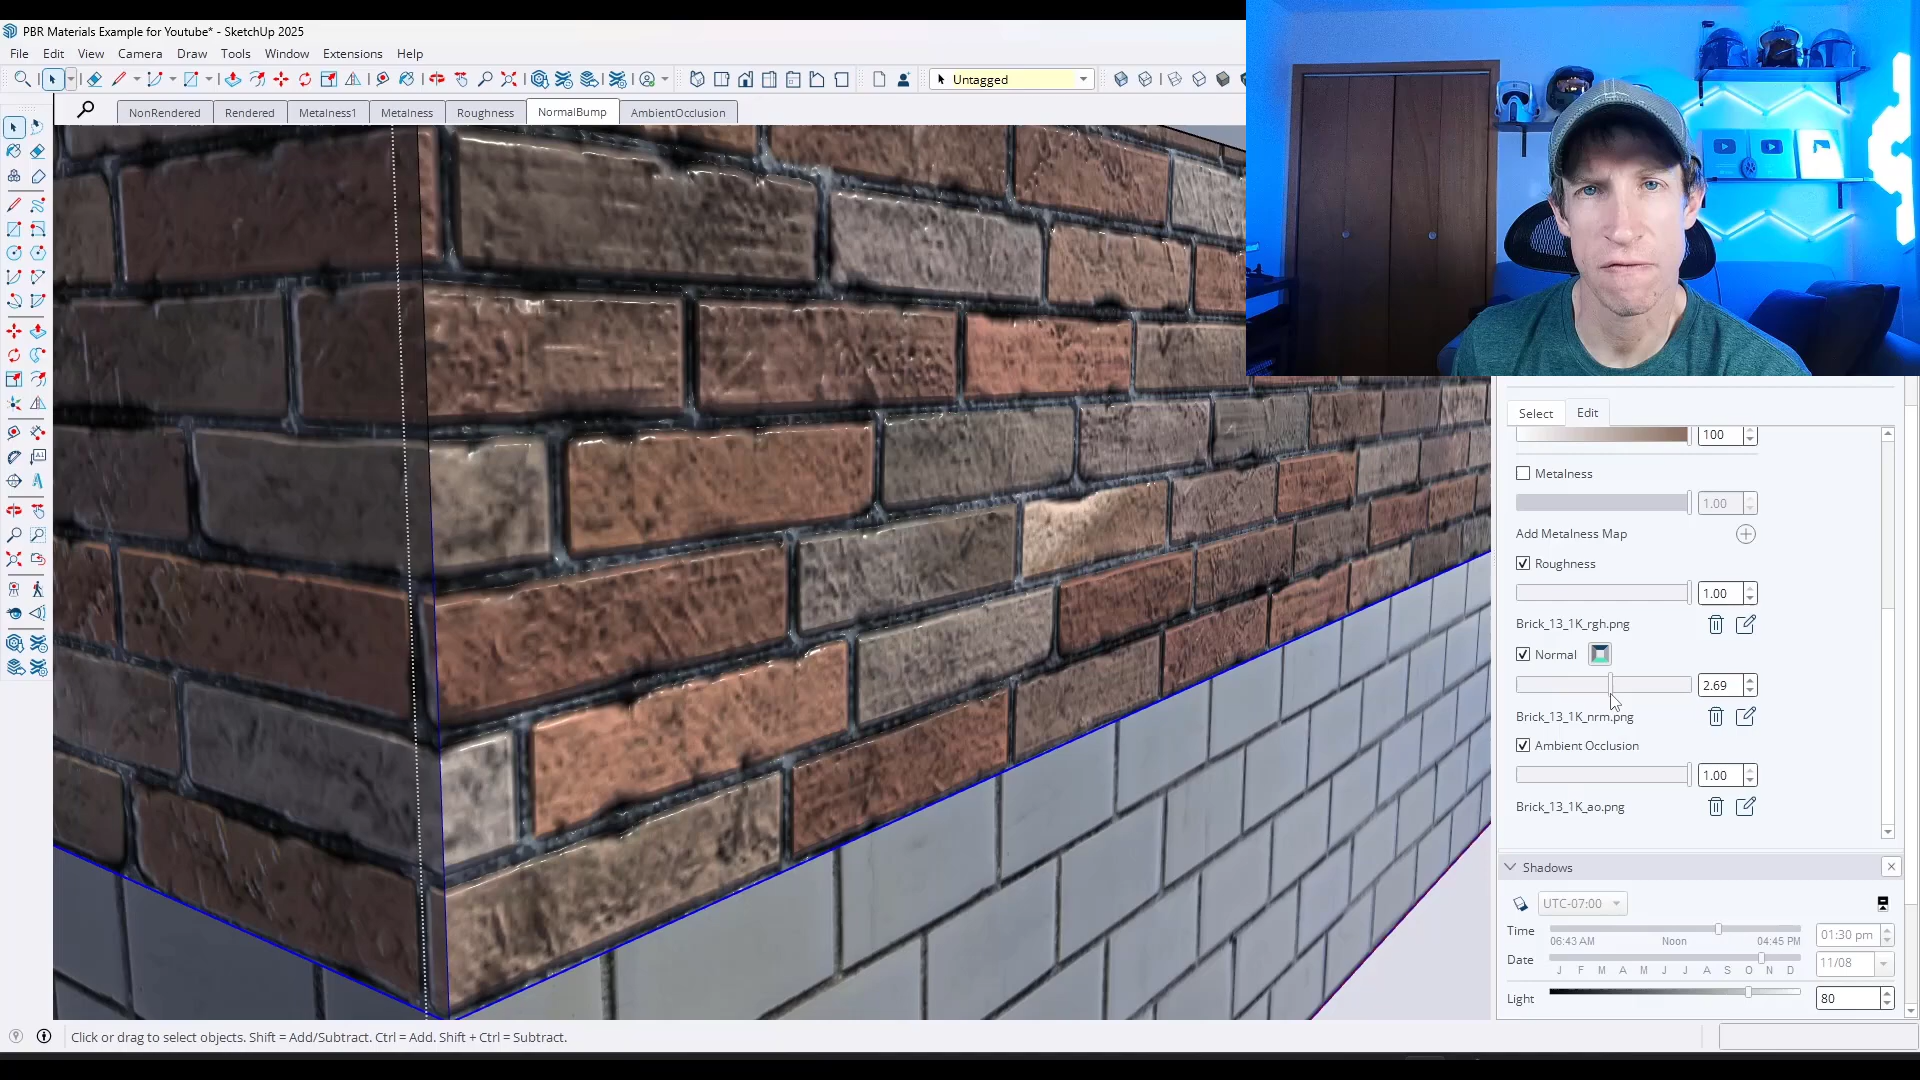 PBR Materials Example for Youtube* - SketchUp 2025
File Edit View Camera Draw Tools Window Extensions Help
Untagged
NonRendered Rendered Metalness1 Metalness Roughness NormalBump AmbientOcclusion
Select Edit
100
Metalness
1.00
Add Metalness Map
Roughness
1.00
Brick_13_1K_rgh.png
Normal
2.69
Brick_13_1K_nrm.png
Ambient Occlusion
1.00
Brick_13_1K_ao.png
Shadows
UTC-07:00
Time 01:30 pm
06:43 AM Noon 04:45 PM
Date 11/08
J F M A M J J A S O N D
Light 80
Click or drag to select objects. Shift = Add/Subtract. Ctrl = Add. Shift + Ctrl = Subtract.